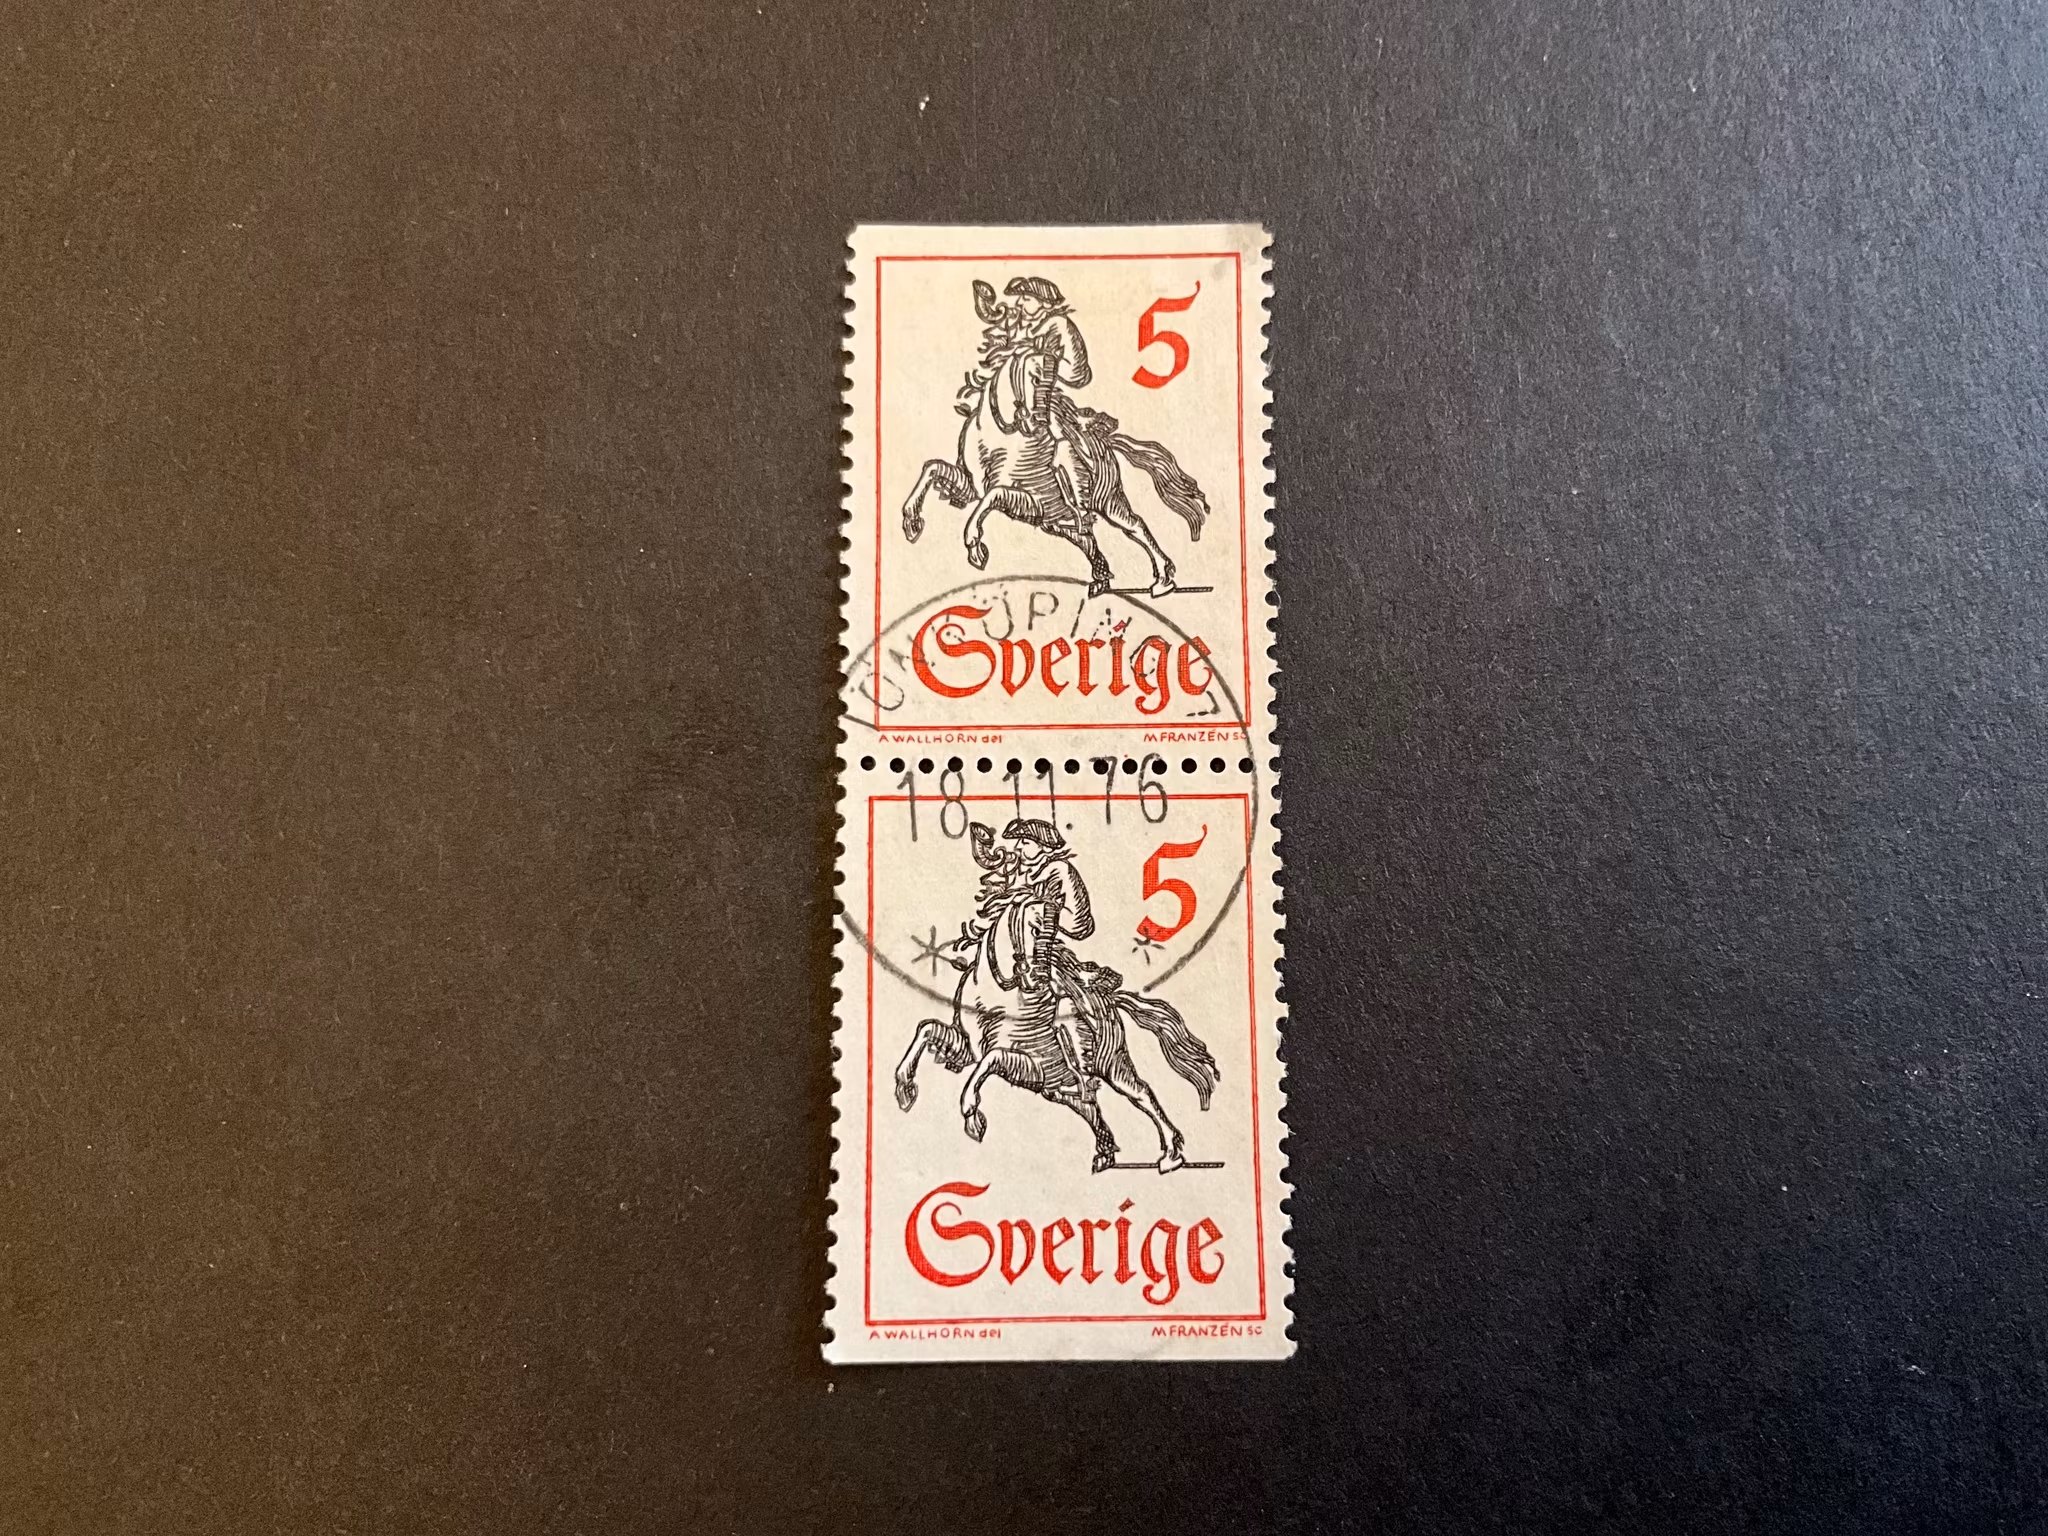 5
Sverige
A WALLHORN del M FRANZÉN SC
18.11.76
5
Sverige
A WALLHORN del M FRANZÉN SC